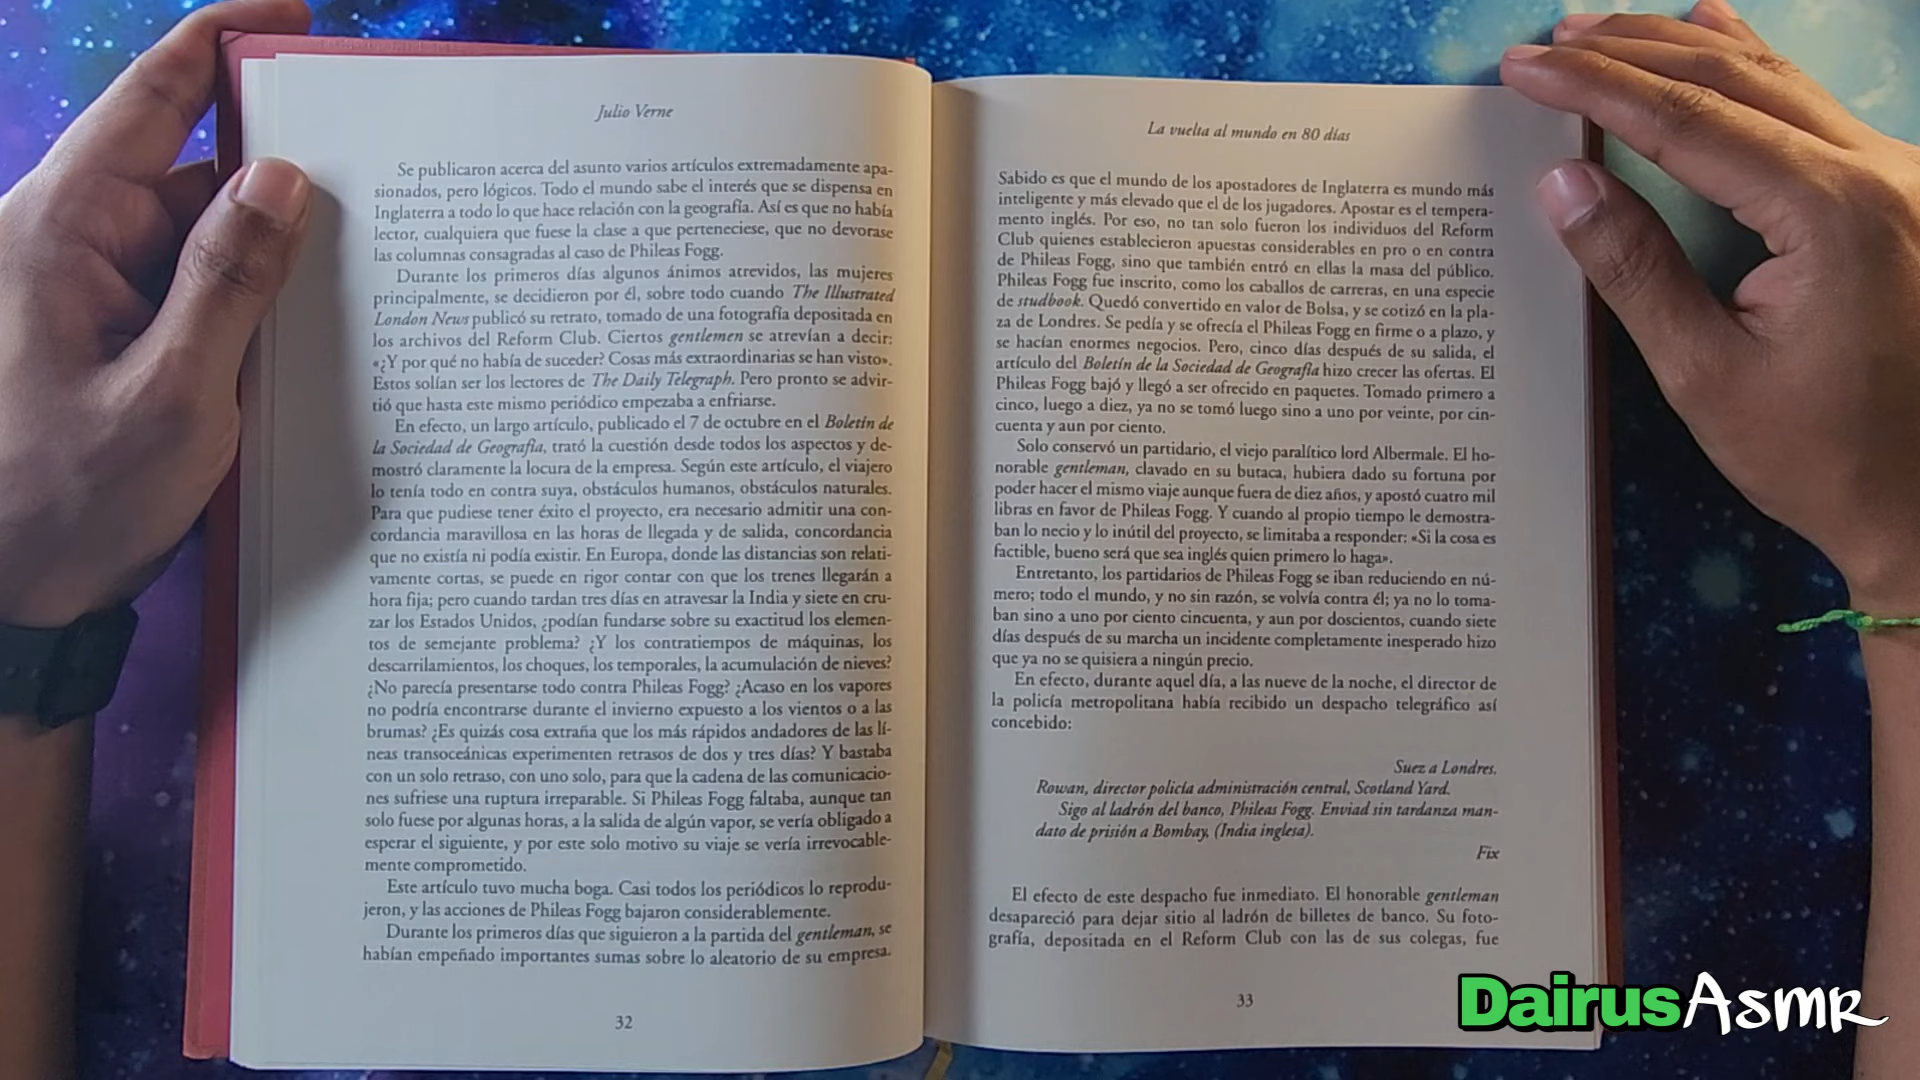 Julio Verne
Se publicaron acerca del asunto varios artículos extremadamente apa-
sionados, pero lógicos. Todo el mundo sabe el interés que se dispensa en
Inglaterra a todo lo que hace relación con la geografía. Así es que no había
lector, cualquiera que fuese la clase a que perteneciese, que no devorase
las columnas consagradas al caso de Phileas Fogg.
Durante los primeros días algunos ánimos atrevidos, las mujeres
principalmente, se decidieron por él, sobre todo cuando The Illustrated
London News publicó su retrato, tomado de una fotografía depositada en
los archivos del Reform Club. Ciertos gentlemen se atrevían a decir:
«¿Y por qué no había de suceder? Cosas más extraordinarias se han visto».
Estos solían ser los lectores de The Daily Telegraph. Pero pronto se advir-
tió que hasta este mismo periódico empezaba a enfriarse.
En efecto, un largo artículo, publicado el 7 de octubre en el Boletín de
la Sociedad de Geografía, trató la cuestión desde todos los aspectos y de-
mostró claramente la locura de la empresa. Según este artículo, el viajero
lo tenía todo en contra suya, obstáculos humanos, obstáculos naturales.
Para que pudiese tener éxito el proyecto, era necesario admitir una con-
cordancia maravillosa en las horas de llegada y de salida, concordancia
que no existía ni podía existir. En Europa, donde las distancias son relati-
vamente cortas, se puede en rigor contar con que los trenes llegarán a
hora fija; pero cuando tardan tres días en atravesar la India y siete en cru-
zar los Estados Unidos, ¿podían fundarse sobre su exactitud los elemen-
tos de semejante problema? ¿Y los contratiempos de máquinas, los
descarrilamientos, los choques, los temporales, la acumulación de nieves?
¿No parecía presentarse todo contra Phileas Fogg? ¿Acaso en los vapores
no podría encontrarse durante el invierno expuesto a los vientos o a las
brumas? ¿Es quizás cosa extraña que los más rápidos andadores de las lí-
neas transoceánicas experimenten retrasos de dos y tres días? Y bastaba
con un solo retraso, con uno solo, para que la cadena de las comunicacio-
nes sufriese una ruptura irreparable. Si Phileas Fogg faltaba, aunque tan
solo fuese por algunas horas, a la salida de algún vapor, se vería obligado a
esperar el siguiente, y por este solo motivo su viaje se vería irrevocable-
mente comprometido.
Este artículo tuvo mucha boga. Casi todos los periódicos lo reprodu-
jeron, y las acciones de Phileas Fogg bajaron considerablemente.
Durante los primeros días que siguieron a la partida del gentleman, se
habían empeñado importantes sumas sobre lo aleatorio de su empresa.
32
La vuelta al mundo en 80 días
Sabido es que el mundo de los apostadores de Inglaterra es mundo más
inteligente y más elevado que el de los jugadores. Apostar es el tempera-
mento inglés. Por eso, no tan solo fueron los individuos del Reform
Club quienes establecieron apuestas considerables en pro o en contra
de Phileas Fogg, sino que también entró en ellas la masa del público.
Phileas Fogg fue inscrito, como los caballos de carreras, en una especie
de studbook. Quedó convertido en valor de Bolsa, y se cotizó en la pla-
za de Londres. Se pedía y se ofrecía el Phileas Fogg en firme o a plazo, y
se hacían enormes negocios. Pero, cinco días después de su salida, el
artículo del Boletín de la Sociedad de Geografía hizo crecer las ofertas. El
Phileas Fogg bajó y llegó a ser ofrecido en paquetes. Tomado primero a
cinco, luego a diez, ya no se tomó luego sino a uno por veinte, por cin-
cuenta y aun por ciento.
Solo conservó un partidario, el viejo paralítico lord Albermale. El ho-
norable gentleman, clavado en su butaca, hubiera dado su fortuna por
poder hacer el mismo viaje aunque fuera de diez años, y apostó cuatro mil
libras en favor de Phileas Fogg. Y cuando al propio tiempo le demostra-
ban lo necio y lo inútil del proyecto, se limitaba a responder: «Si la cosa es
factible, bueno será que sea inglés quien primero lo haga».
Entretanto, los partidarios de Phileas Fogg se iban reduciendo en nú-
mero; todo el mundo, y no sin razón, se volvía contra él; ya no lo toma-
ban sino a uno por ciento cincuenta, y aun por doscientos, cuando siete
días después de su marcha un incidente completamente inesperado hizo
que ya no se quisiera a ningún precio.
En efecto, durante aquel día, a las nueve de la noche, el director de
la policía metropolitana había recibido un despacho telegráfico así
concebido:
Suez a Londres.
Rowan, director policía administración central, Scotland Yard.
Sigo al ladrón del banco, Phileas Fogg. Enviad sin tardanza man-
dato de prisión a Bombay, (India inglesa).
Fix
El efecto de este despacho fue inmediato. El honorable gentleman
desapareció para dejar sitio al ladrón de billetes de banco. Su foto-
grafía, depositada en el Reform Club con las de sus colegas, fue
33
DairusAsmr